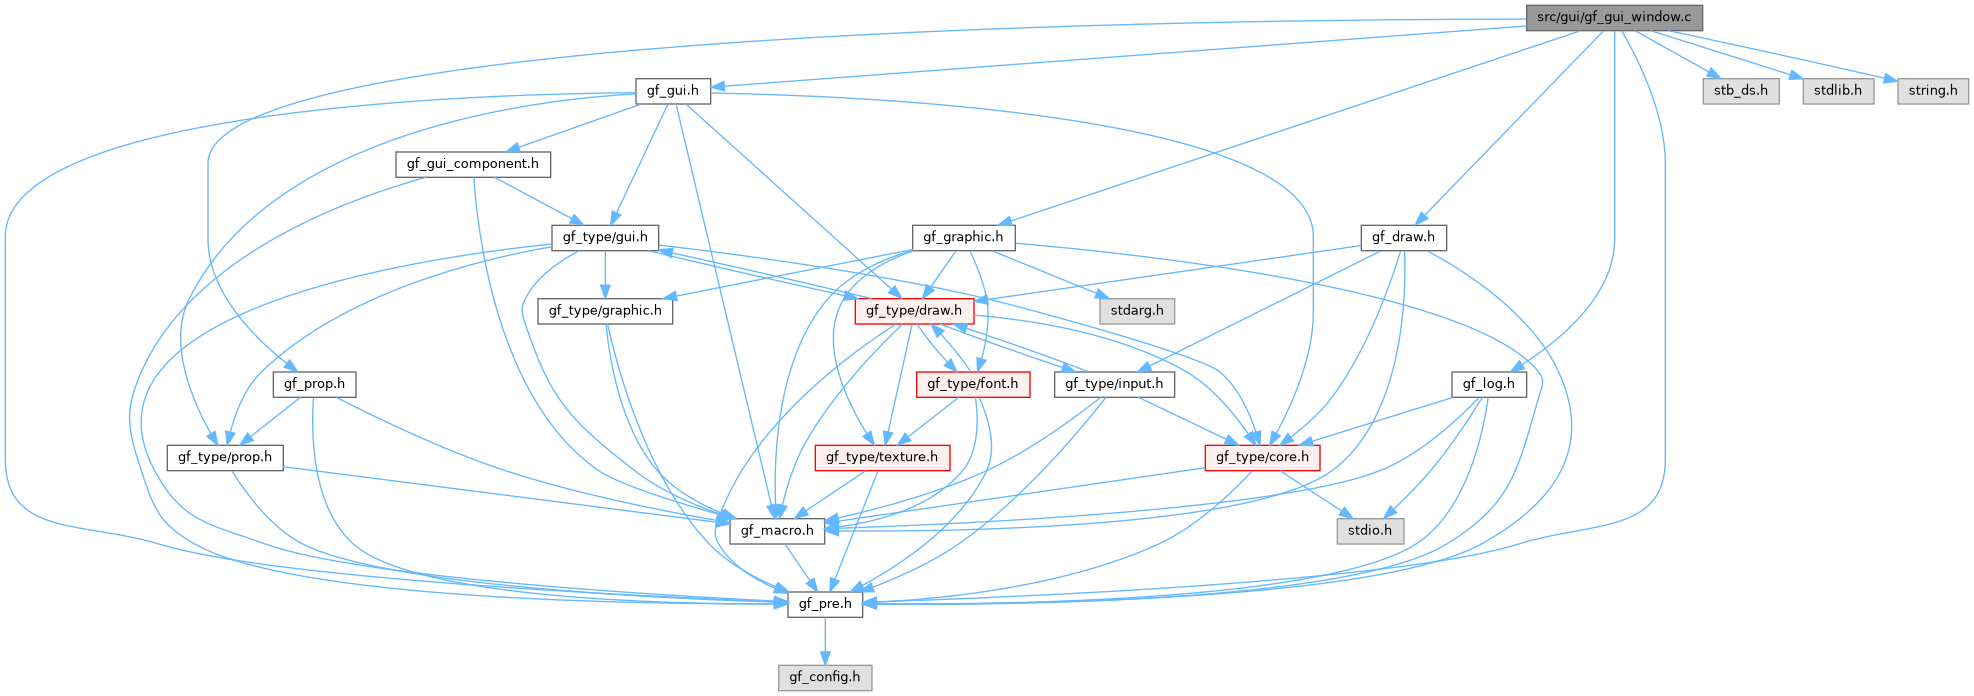 src/gui/gf_gui_window.c
gf_gui.h
stb_ds.h
stdlib.h
string.h
gf_gui_component.h
gf_type/gui.h
gf_graphic.h
gf_draw.h
gf_type/graphic.h
gf_type/draw.h
stdarg.h
gf_prop.h
gf_type/font.h
gf_type/input.h
gf_log.h
gf_type/prop.h
gf_type/texture.h
gf_type/core.h
gf_macro.h
stdio.h
gf_pre.h
gf_config.h